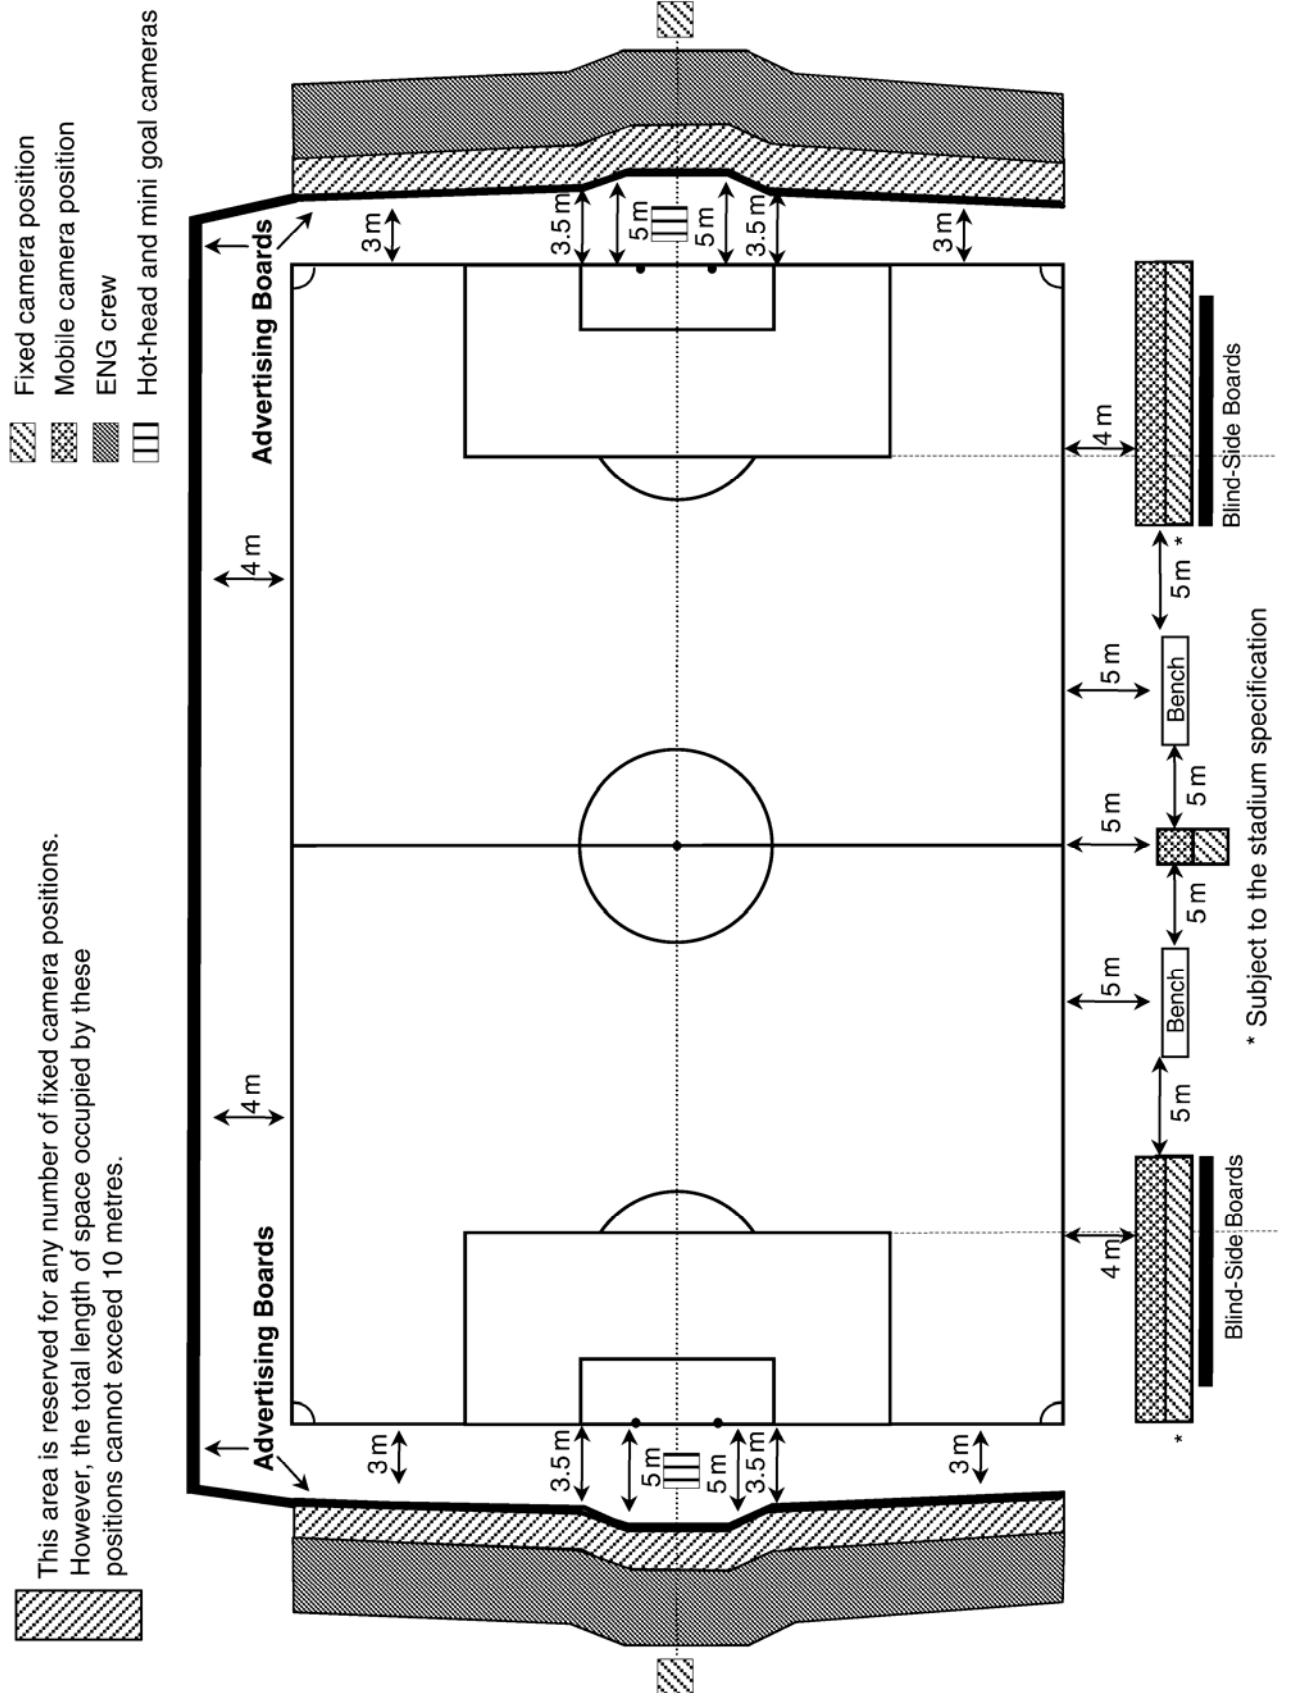 This area is reserved for any number of fixed camera positions.
However, the total length of space occupied by these
positions cannot exceed 10 metres.
Fixed camera position
Mobile camera position
ENG crew
Hot-head and mini goal cameras
Advertising Boards
Advertising Boards
4 m
4 m
3 m
3.5 m
5 m
5 m
3.5 m
3 m
3 m
3.5 m
5 m
5 m
3.5 m
3 m
4 m
5 m
5 m
5 m
4 m
*
5 m
Bench
5 m
5 m
Bench
5 m *
Blind-Side Boards
Blind-Side Boards
* Subject to the stadium specification